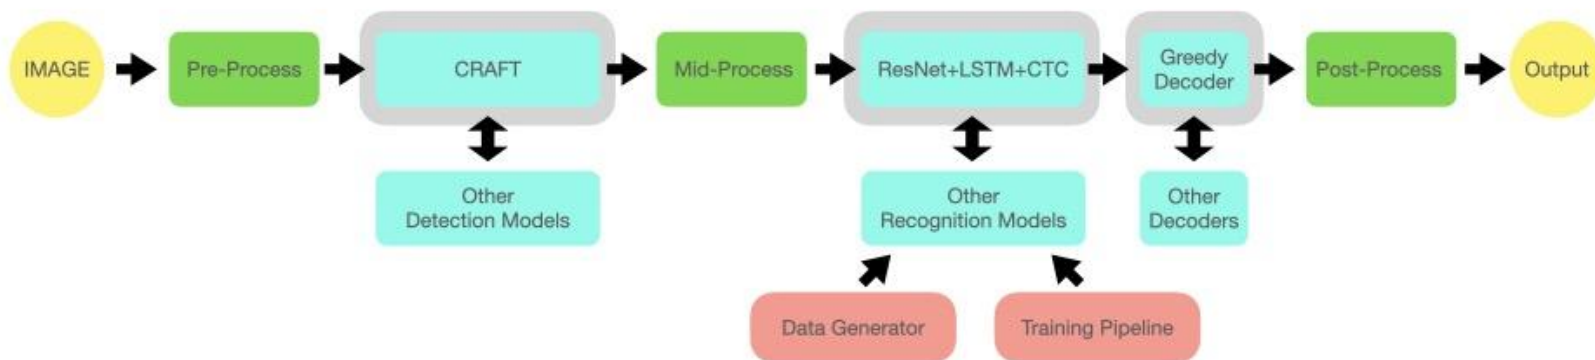 IMAGE
Pre-Process
CRAFT
Mid-Process
ResNet+LSTM+CTC
Greedy
Decoder
Post-Process
Output
Other
Detection Models
Other
Recognition Models
Other
Decoders
Data Generator
Training Pipeline